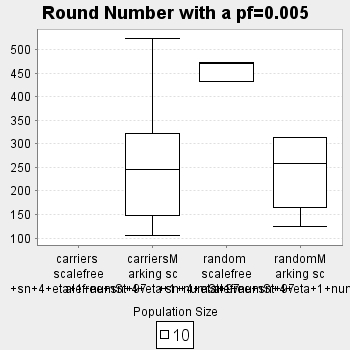 Round Number with a pf=0.005
500
450
400
350
300
250
200
150
100
carriers scalefree
carriersM arking sc
random scalefree
randomM arking sc
Population Size
10